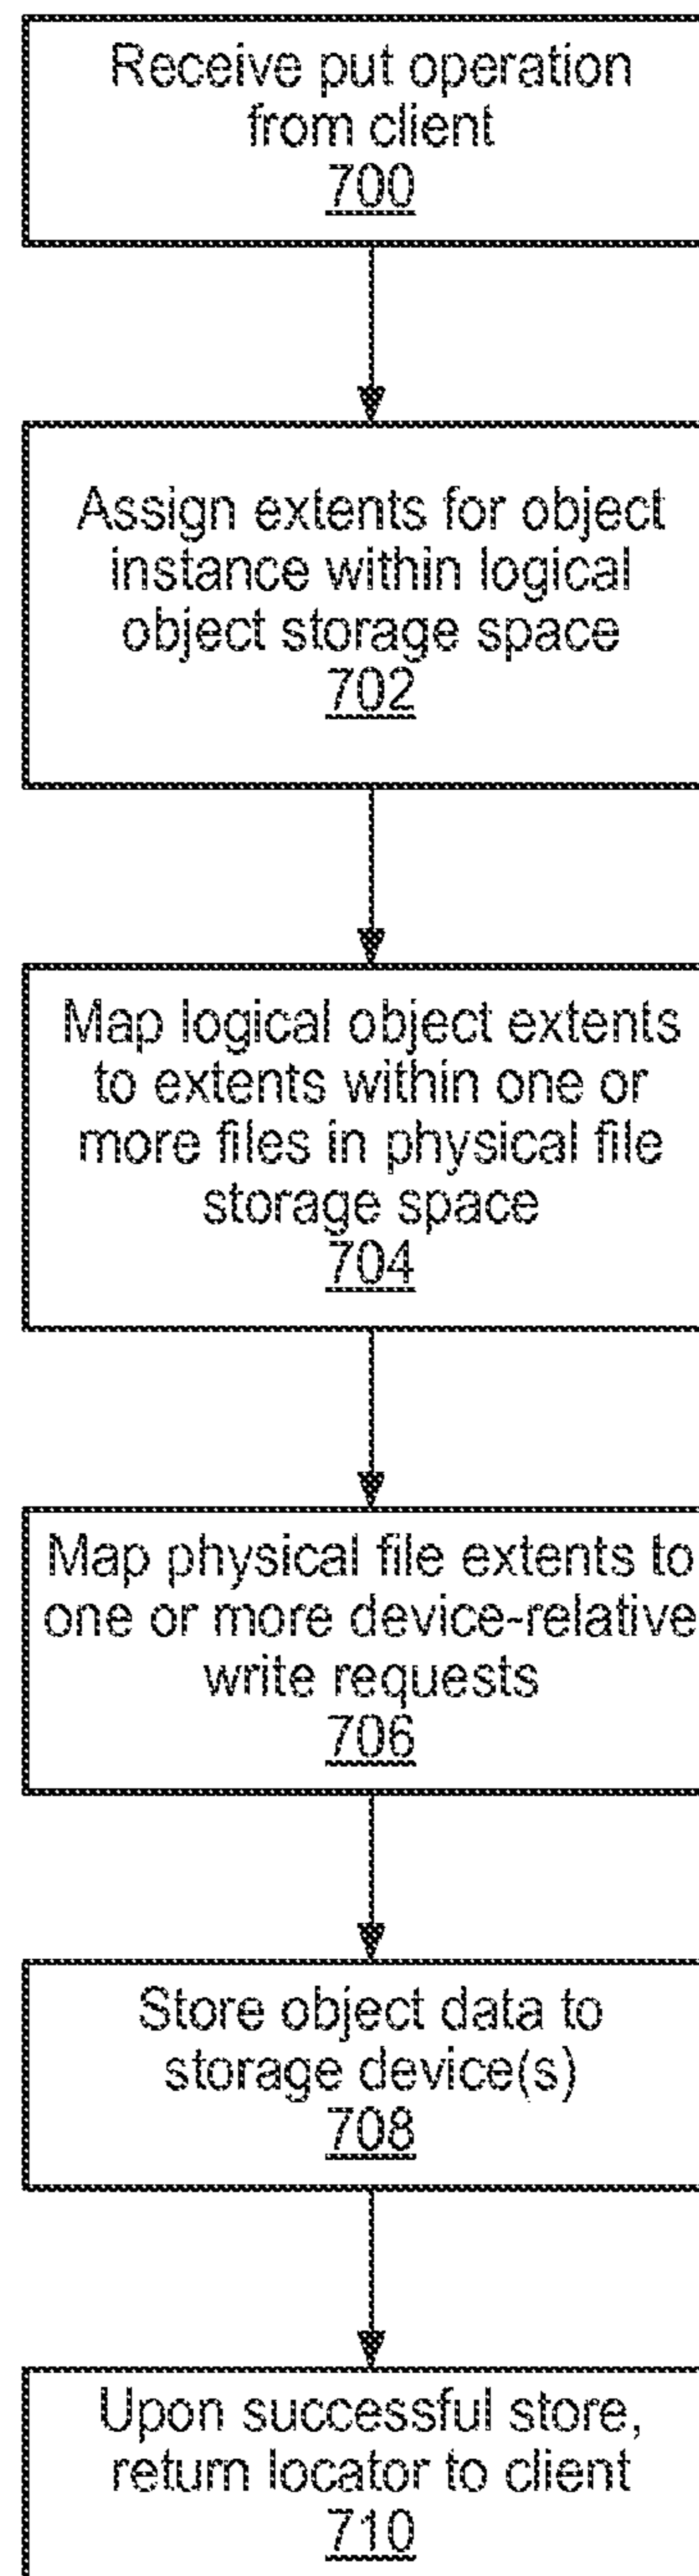 Receive put operation
from client
700
Assign extents for object
instance within logical
object storage space
702
Map logical object extents
to extents within one or
more files in physical file
storage space
704
Map physical file extents to
one or more device-relative
write requests
706
Store object data to
storage device(s)
708
Upon successful store,
return locator to client
710